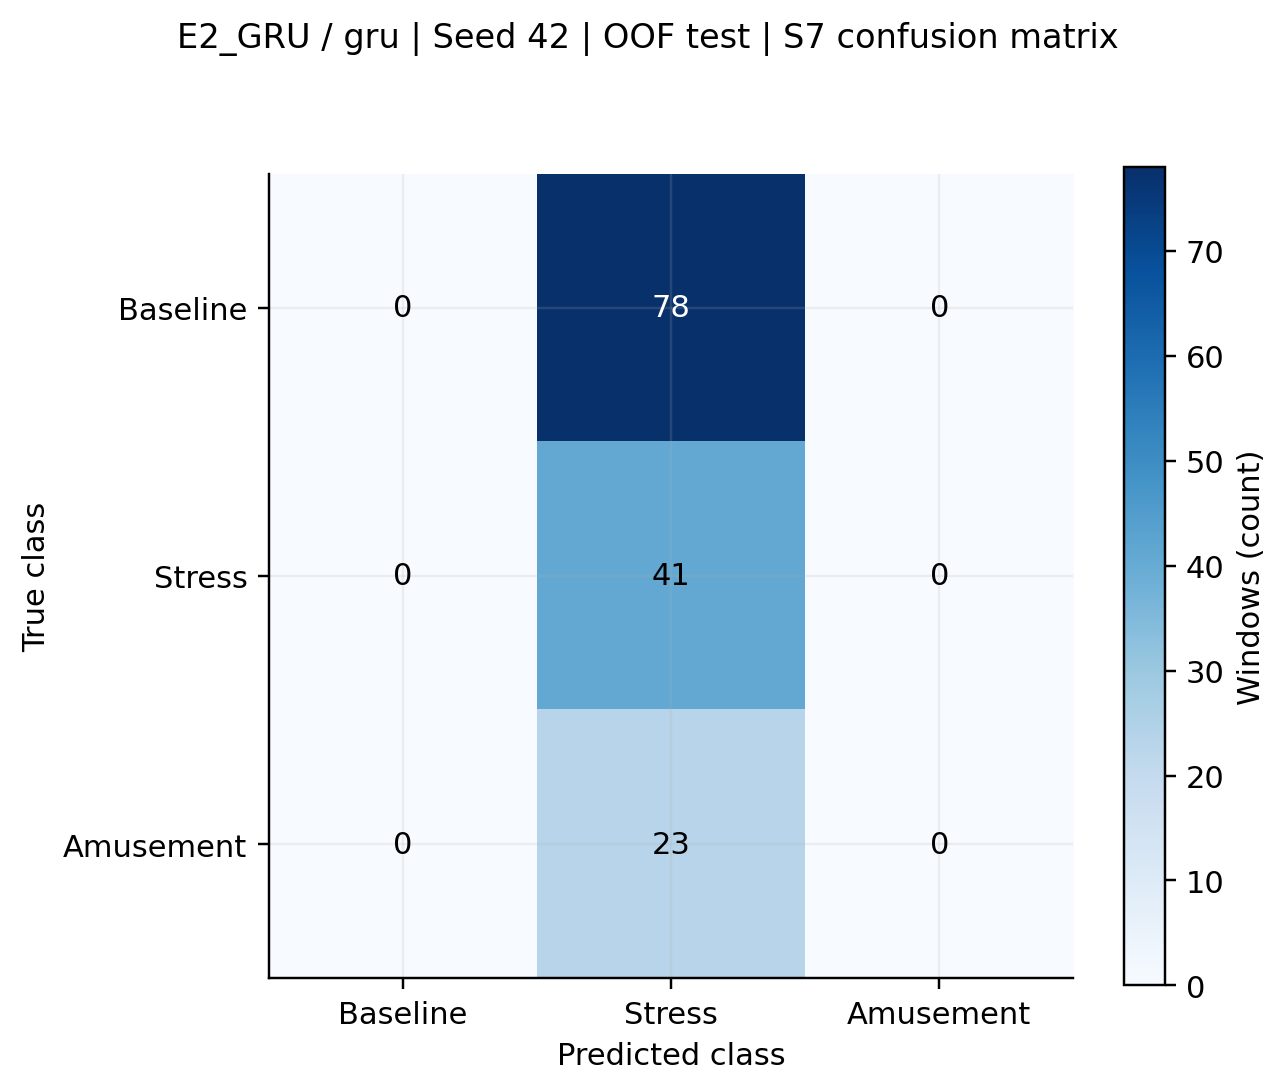 E2_GRU / gru | Seed 42 | OOF test | S7 confusion matrix
Baseline 0 78 0
Stress 0 41 0
Amusement 0 23 0
Baseline Stress Amusement
Predicted class
True class
70
60
50
40
30
20
10
0
Windows (count)